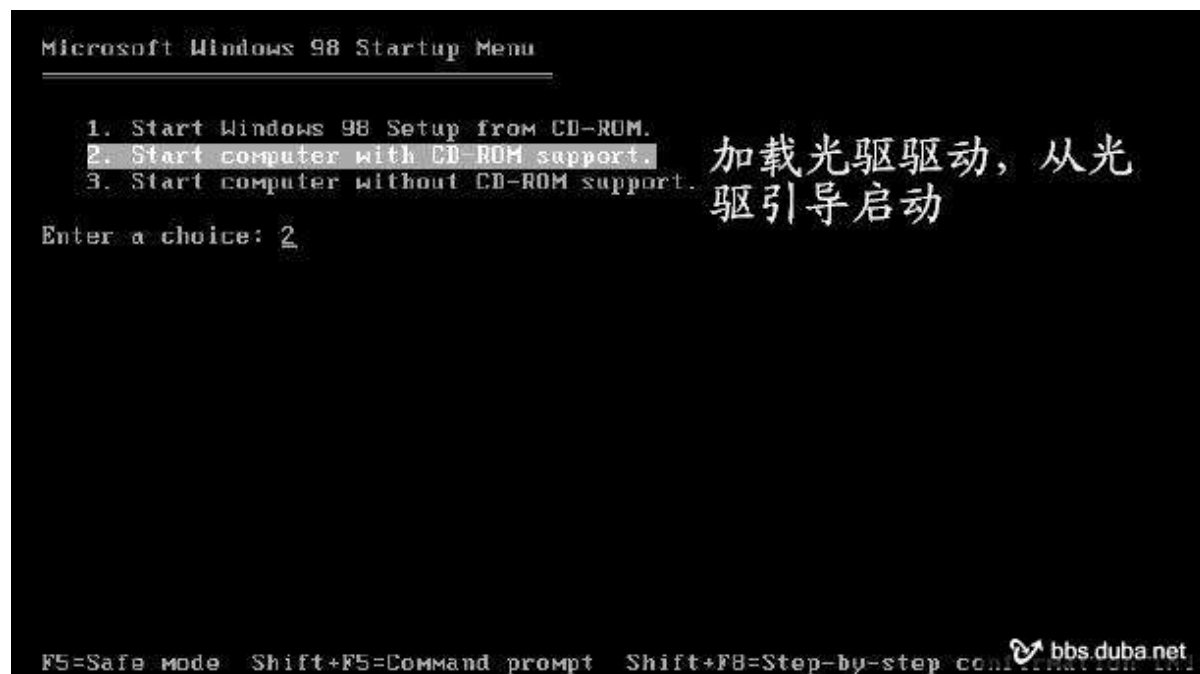 Microsoft Windows 98 Startup Menu
1. Start Windows 98 Setup from CD-ROM.
2. Start computer with CD-ROM support.
3. Start computer without CD-ROM support.
加载光驱驱动，从光
驱引导启动
Enter a choice: 2
F5=Safe mode Shift+F5=Command prompt Shift+F8=Step-by-step
bbs.duba.net